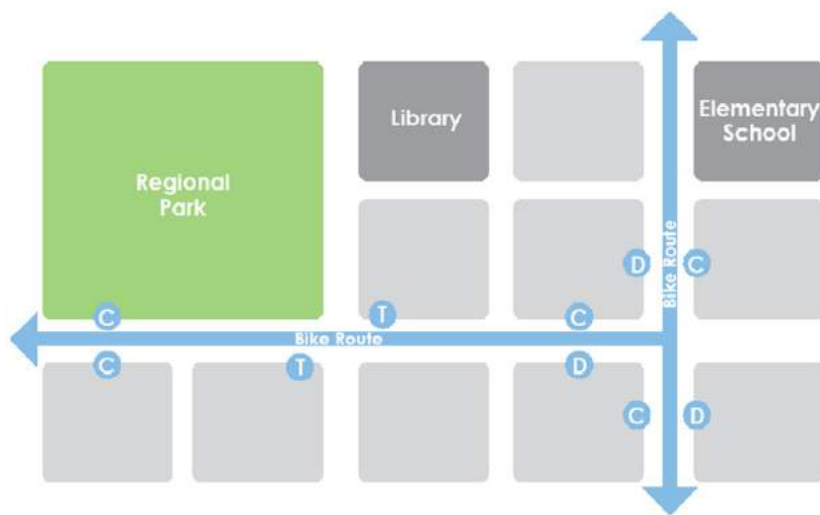 Library
Elementary
School
Regional
Park
D
C
Bike Route
C
T
C
Bike Route
C
T
D
C
D